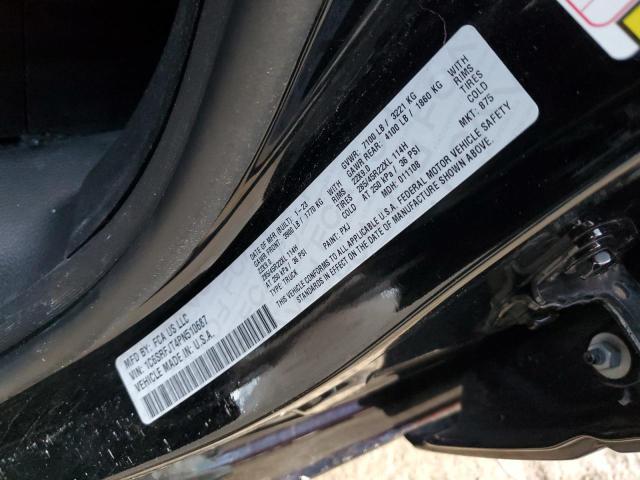 MFD BY: FCA US LLC
DATE OF MFR (BUILT) 1-23
GVWR: 7100 LB / 3221 KG
GAWR FRONT: 3900 LB / 1770 KG WITH
GAWR REAR: 4100 LB / 1860 KG WITH
22X9.0 RIMS
22X9.0 RIMS
285/45R22XL 114H TIRES
285/45R22XL 114H TIRES
AT 250 kPa / 36 PSI COLD
AT 250 kPa / 36 PSI COLD
VIN: 1C6SRFJT4PN510687
TYPE: TRUCK
PAINT: PXJ
MDH: 011108
MKT: 875
VEHICLE MADE IN: U.S.A.
THIS VEHICLE CONFORMS TO ALL APPLICABLE U.S.A. FEDERAL MOTOR VEHICLE SAFETY
STANDARDS IN EFFECT ON THE DATE OF MANUFACTURE SHOWN ABOVE.